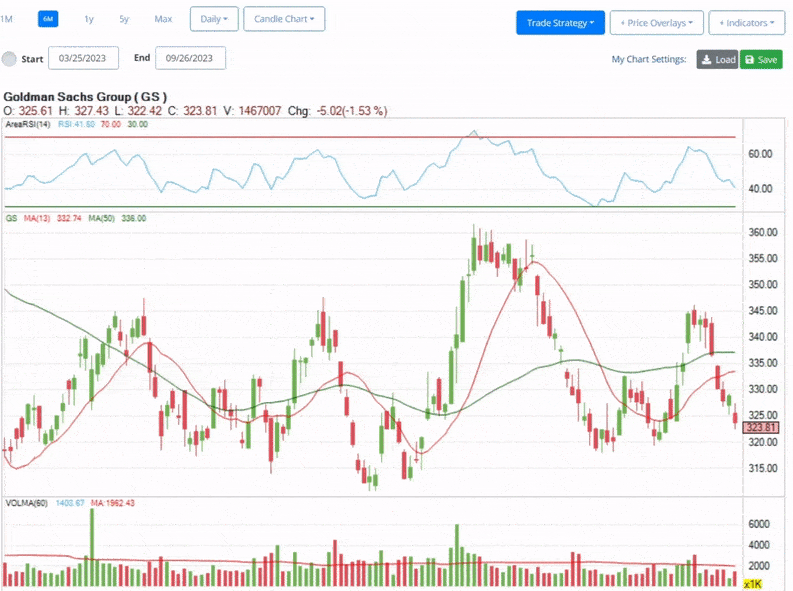 1M 6M 1y 5y Max Daily Candle Chart Trade Strategy + Price Overlays + Indicators
Start 03/25/2023 End 09/26/2023 My Chart Settings: Load Save
Goldman Sachs Group ( GS )
O: 325.61 H: 327.43 L: 322.42 C: 323.81 V: 1467007 Chg: -5.02(-1.53 %)
AreaRSI(14) RSI:41.60 70.00 30.00
60.00
40.00
GS MA(13) 332.74 MA(50) 336.00
360.00
355.00
350.00
345.00
340.00
335.00
330.00
325.00
323.81
320.00
315.00
VOLMA(60) 1408.67 MA:1962.43
6000
4000
2000
x1K